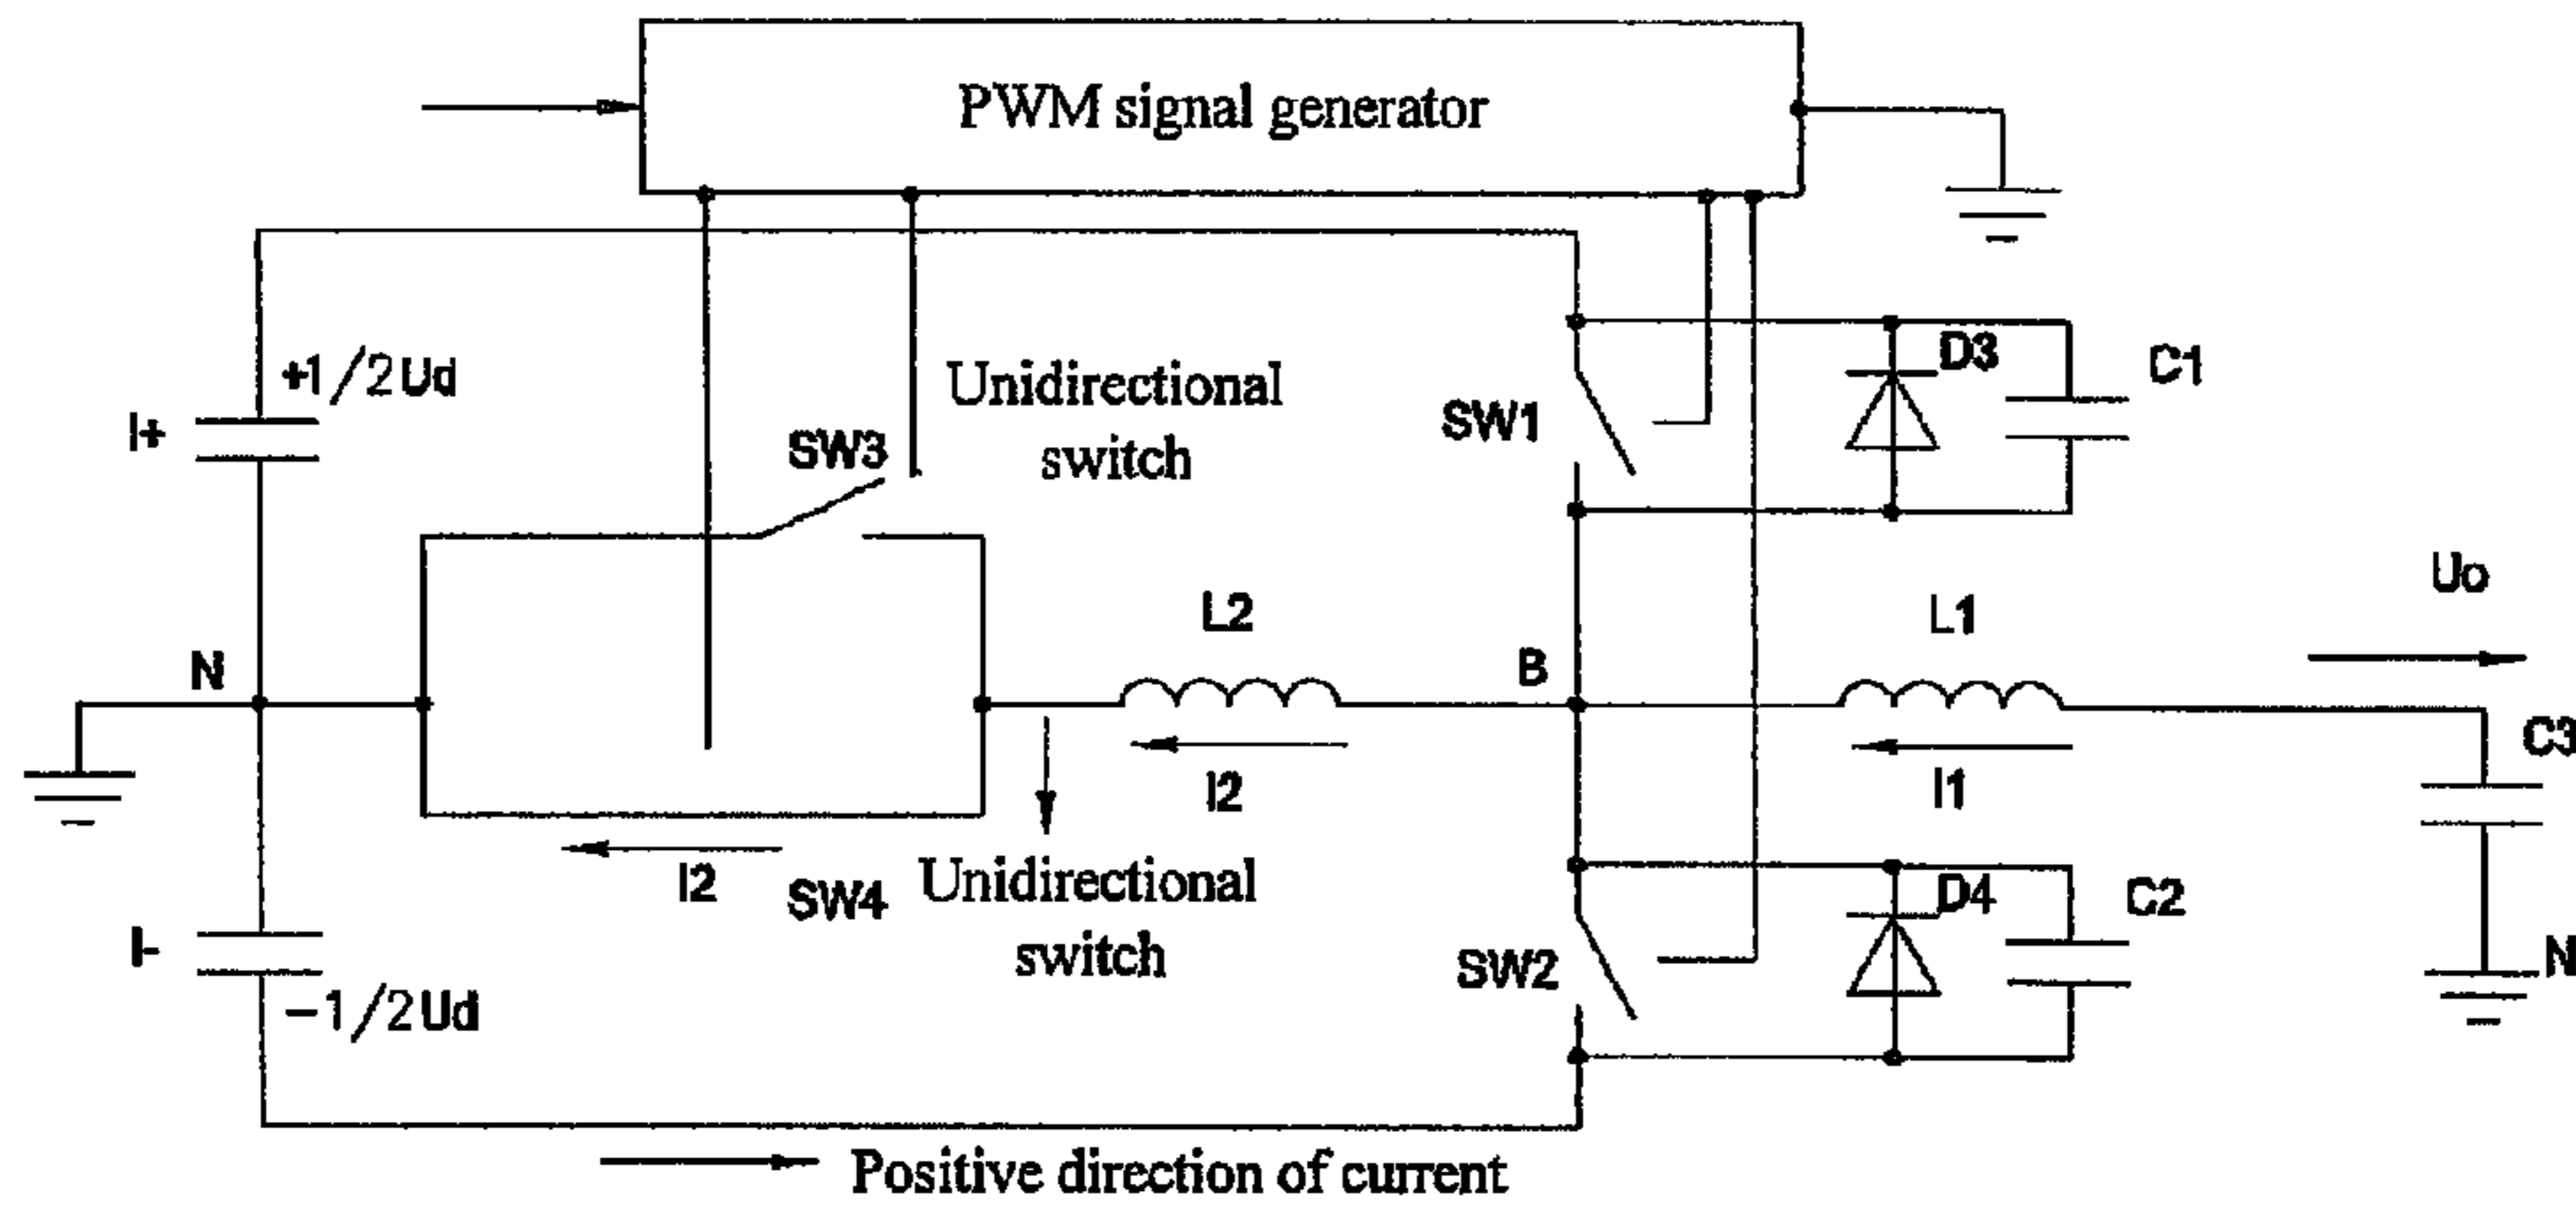 PWM signal generator
+1/2Ud
I+
SW3
Unidirectional
switch
SW1
D3
C1
N
L2
B
L1
Uo
C3
I2
I1
I2
SW4
Unidirectional
switch
I-
-1/2Ud
SW2
D4
C2
N
Positive direction of current